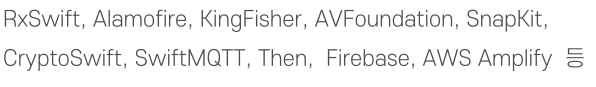 RxSwift, Alamofire, KingFisher, AVFoundation, SnapKit,
CryptoSwift, SwiftMQTT, Then,  Firebase, AWS Amplify 등